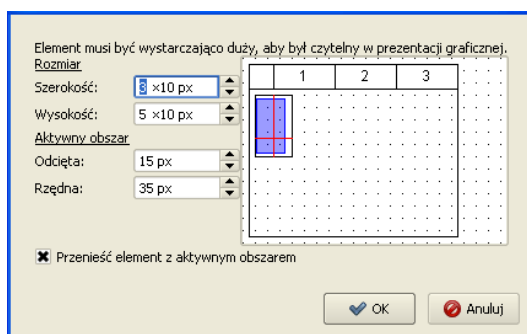 Element musi być wystarczająco duży, aby był czytelny w prezentacji graficznej.
Rozmiar
Szerokość: 3 ×10 px
Wysokość: 5 ×10 px
Aktywny obszar
Odcięta: 15 px
Rzędna: 35 px
1 2 3
Przenieść element z aktywnym obszarem
OK Anuluj